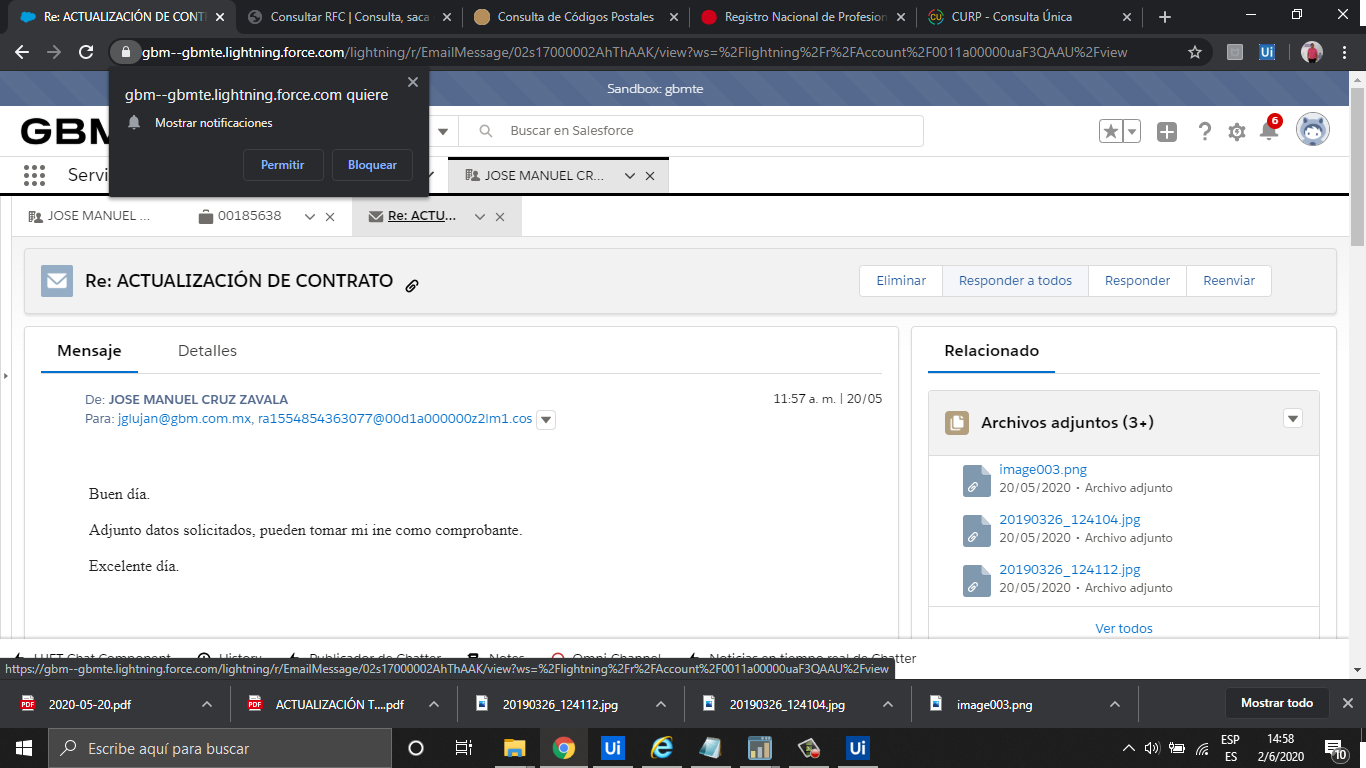 Re: ACTUALIZACIÓN DE CONT
Consultar RFC | Consulta, saca
Consulta de Códigos Postales
Registro Nacional de Profesion
CURP - Consulta Única
gbm--gbmte.lightning.force.com/lightning/r/EmailMessage/02s17000002AhThAAK/view?ws=%2Flightning%2Fr%2FAccount%2F0011a00000uaF3QAAU%2Fview
Ui
Sandbox: gbmte
gbm--gbmte.lightning.force.com quiere
Mostrar notificaciones
Permitir
Bloquear
GBM
Buscar en Salesforce
6
Servi
JOSE MANUEL CR...
JOSE MANUEL ...
00185638
Re: ACTU...
Re: ACTUALIZACIÓN DE CONTRATO
Eliminar
Responder a todos
Responder
Reenviar
Mensaje
Detalles
Relacionado
De: JOSE MANUEL CRUZ ZAVALA
11:57 a. m. | 20/05
Para: jglujan@gbm.com.mx, ra1554854363077@00d1a000000z2lm1.cos
Archivos adjuntos (3+)
image003.png
20/05/2020 • Archivo adjunto
20190326_124104.jpg
20/05/2020 • Archivo adjunto
20190326_124112.jpg
20/05/2020 • Archivo adjunto
Ver todos
Buen día.
Adjunto datos solicitados, pueden tomar mi ine como comprobante.
Excelente día.
History
Publicador de Chatter
Notes
Omni-Channel
Noticias en tiempo real de Chatter
https://gbm--gbmte.lightning.force.com/lightning/r/EmailMessage/02s17000002AhThAAK/view?ws=%2Flightning%2Fr%2FAccount%2F0011a00000uaF3QAAU%2Fview
2020-05-20.pdf
ACTUALIZACIÓN T....pdf
20190326_124112.jpg
20190326_124104.jpg
image003.png
Mostrar todo
Escribe aquí para buscar
Ui
Ui
ESP
ES
14:58
2/6/2020
10